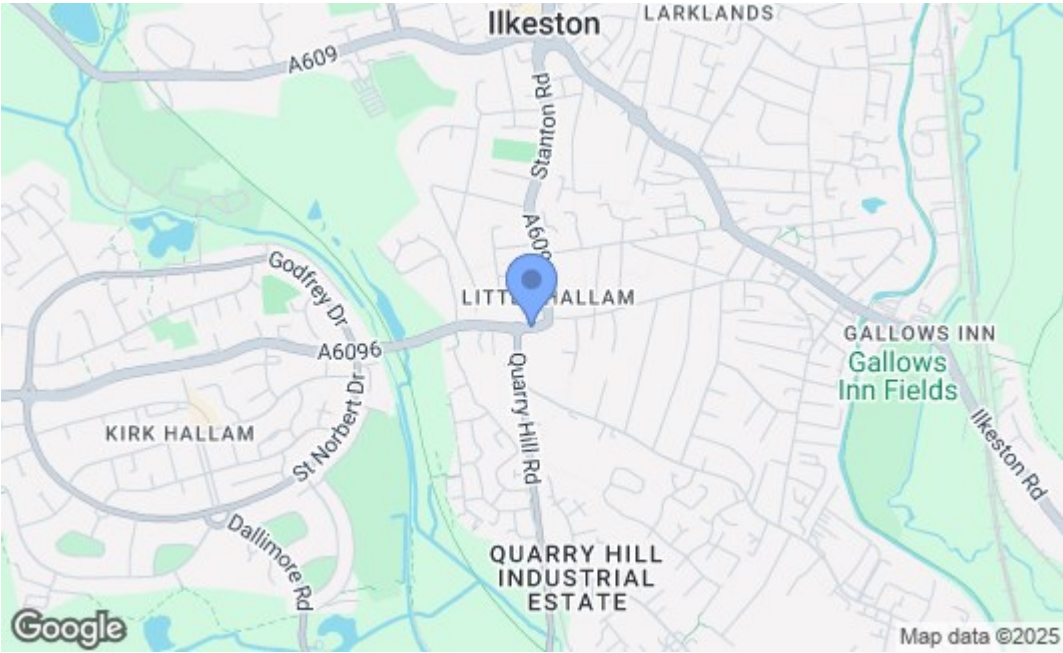 Ilkeston
LARKLANDS
A609
Stanton Rd
A609
LITT HALLAM
Godfrey Dr
A6096
GALLOWS INN
Gallows
Inn Fields
Quarry Hill Rd
St Norbert Dr
KIRK HALLAM
Ilkeston Rd
Dallimore Rd
QUARRY HILL
INDUSTRIAL
ESTATE
Google
Map data ©2025